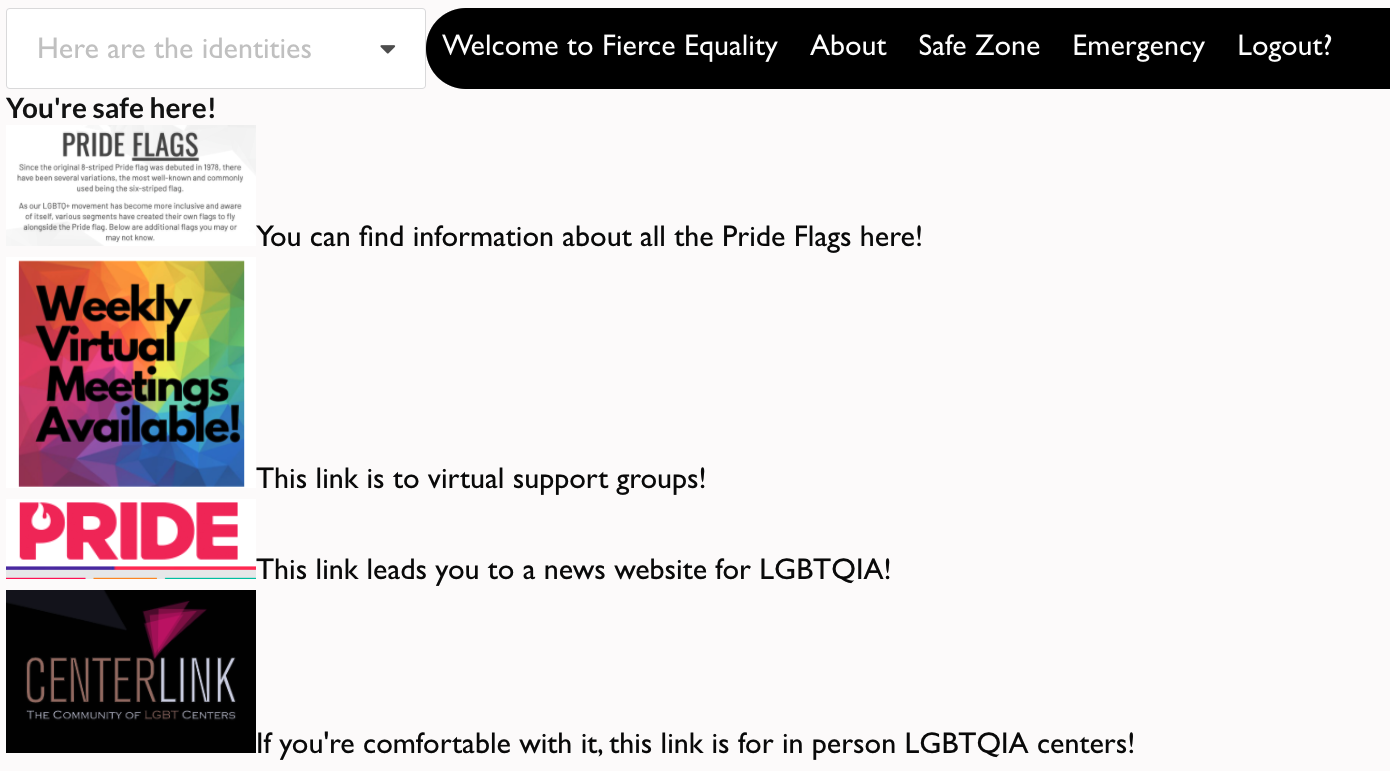 Here are the identities
Welcome to Fierce Equality About Safe Zone Emergency Logout?
You're safe here!
PRIDE FLAGS
Since the original 8-striped Pride flag was debuted in 1978, there
have been several variations, the most well-known and commonly
used being the six-striped flag.
As our LGBTQ+ movement has become more inclusive and aware
of itself, various segments have created their own flags to fly
alongside the Pride flag. Below are additional flags you may or
may not know.
You can find information about all the Pride Flags here!
Weekly
Virtual
Meetings
Available!
This link is to virtual support groups!
PRIDE
This link leads you to a news website for LGBTQIA!
CENTERLINK
THE COMMUNITY OF LGBT CENTERS
If you're comfortable with it, this link is for in person LGBTQIA centers!